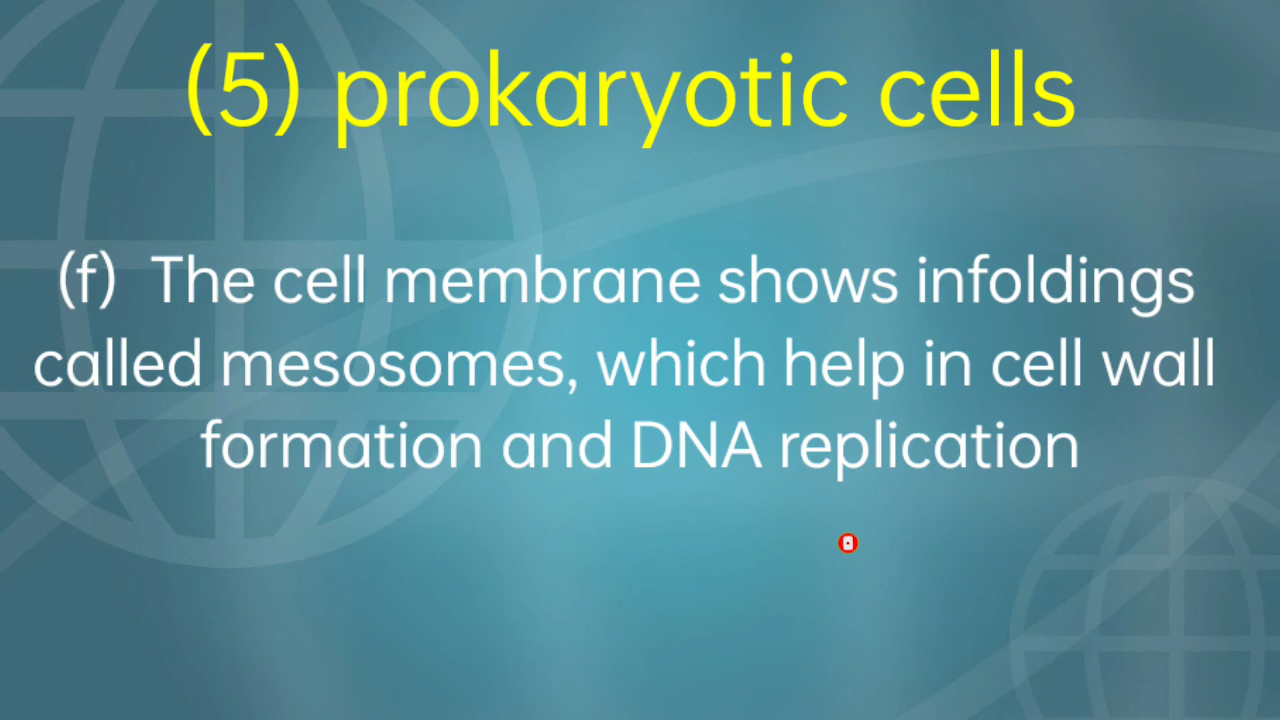 (5) prokaryotic cells
(f) The cell membrane shows infoldings
called mesosomes, which help in cell wall
formation and DNA replication